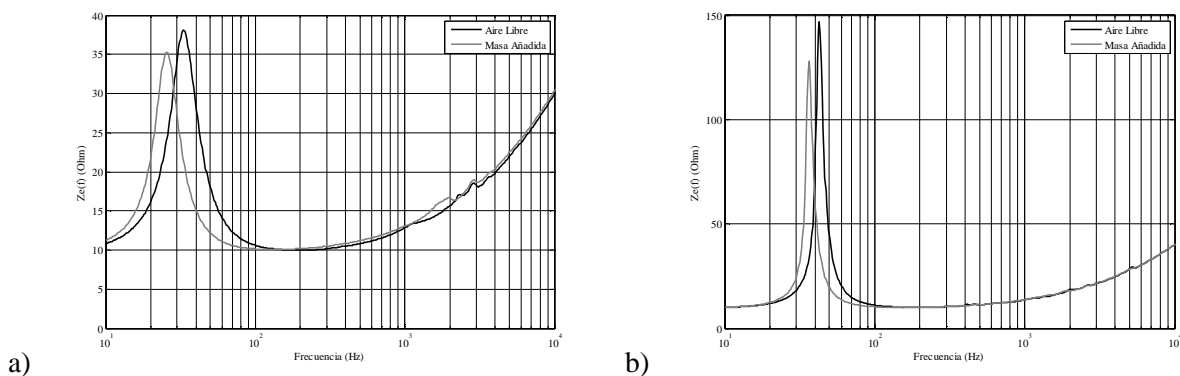 a)
40
35
30
25
20
15
10
5
0
Ze(f) (Ohm)
10^1
10^2
10^3
10^4
Frecuencia (Hz)
Aire Libre
Masa Añadida
b)
150
100
50
0
Ze(f) (Ohm)
10^1
10^2
10^3
10^4
Frecuencia (Hz)
Aire Libre
Masa Añadida